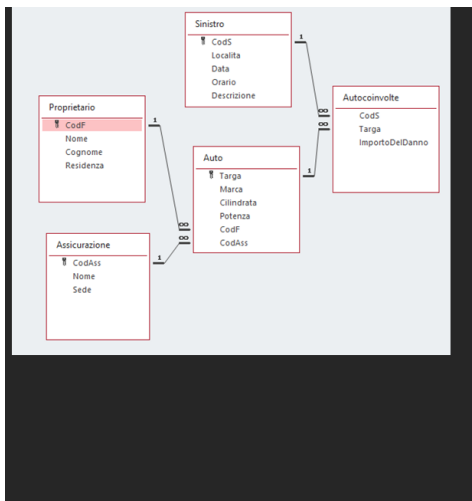 Sinistro
CodS
Localita
Data
Orario
Descrizione
Autocoinvolte
CodS
Targa
ImportoDelDanno
Proprietario
CodF
Nome
Cognome
Residenza
Auto
Targa
Marca
Cilindrata
Potenza
CodF
CodAss
Assicurazione
CodAss
Nome
Sede
1
∞
∞
1
1
∞
∞
1